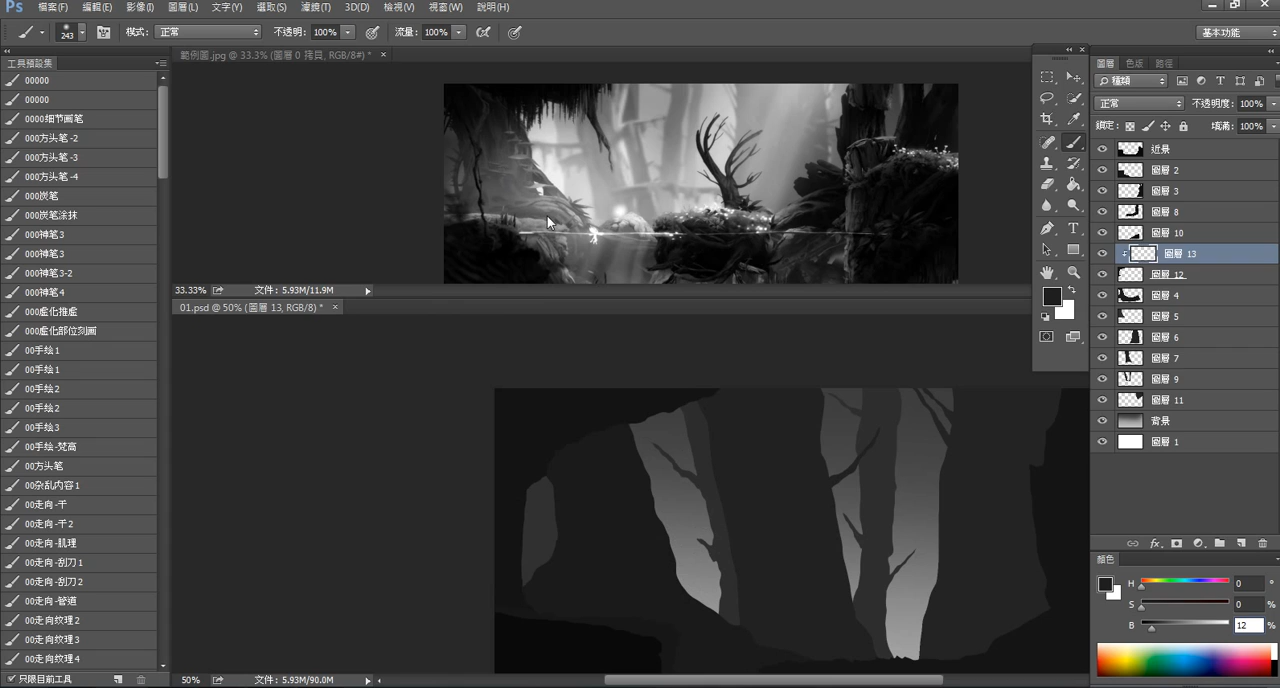 Ps 檔案(F) 編輯(E) 影像(I) 圖層(L) 文字(Y) 選取(S) 濾鏡(T) 3D(D) 檢視(V) 視窗(W) 說明(H)
243 模式: 正常 不透明: 100% 流量: 100% 基本功能
工具預設集
00000
00000
0000细节画笔
000方头笔-2
000方头笔-3
000方头笔-4
000炭笔
000炭笔涂抹
000神笔3
000神笔3
000神笔3-2
000神笔4
000虚化推虚
000虚化部位刻画
00手绘1
00手绘1
00手绘2
00手绘2
00手绘3
00手绘-梵高
00方头笔
00杂乱内容1
00走向-干
00走向-干2
00走向-肌理
00走向-刮刀1
00走向-刮刀2
00走向-管道
00走向纹理2
00走向纹理3
00走向纹理4
只限目前工具
範例圖.jpg @ 33.3% (圖層 0 拷貝, RGB/8#) *
33.33% 文件: 5.93M/11.9M
01.psd @ 50% (圖層 13, RGB/8) *
50% 文件: 5.93M/90.0M
圖層 色版 路徑
種類
正常 不透明度: 100%
鎖定: 填滿: 100%
近景
圖層 2
圖層 3
圖層 8
圖層 10
圖層 13
圖層 12
圖層 4
圖層 5
圖層 6
圖層 7
圖層 9
圖層 11
背景
圖層 1
fx
顏色
H 0 °
S 0 %
B 12 %